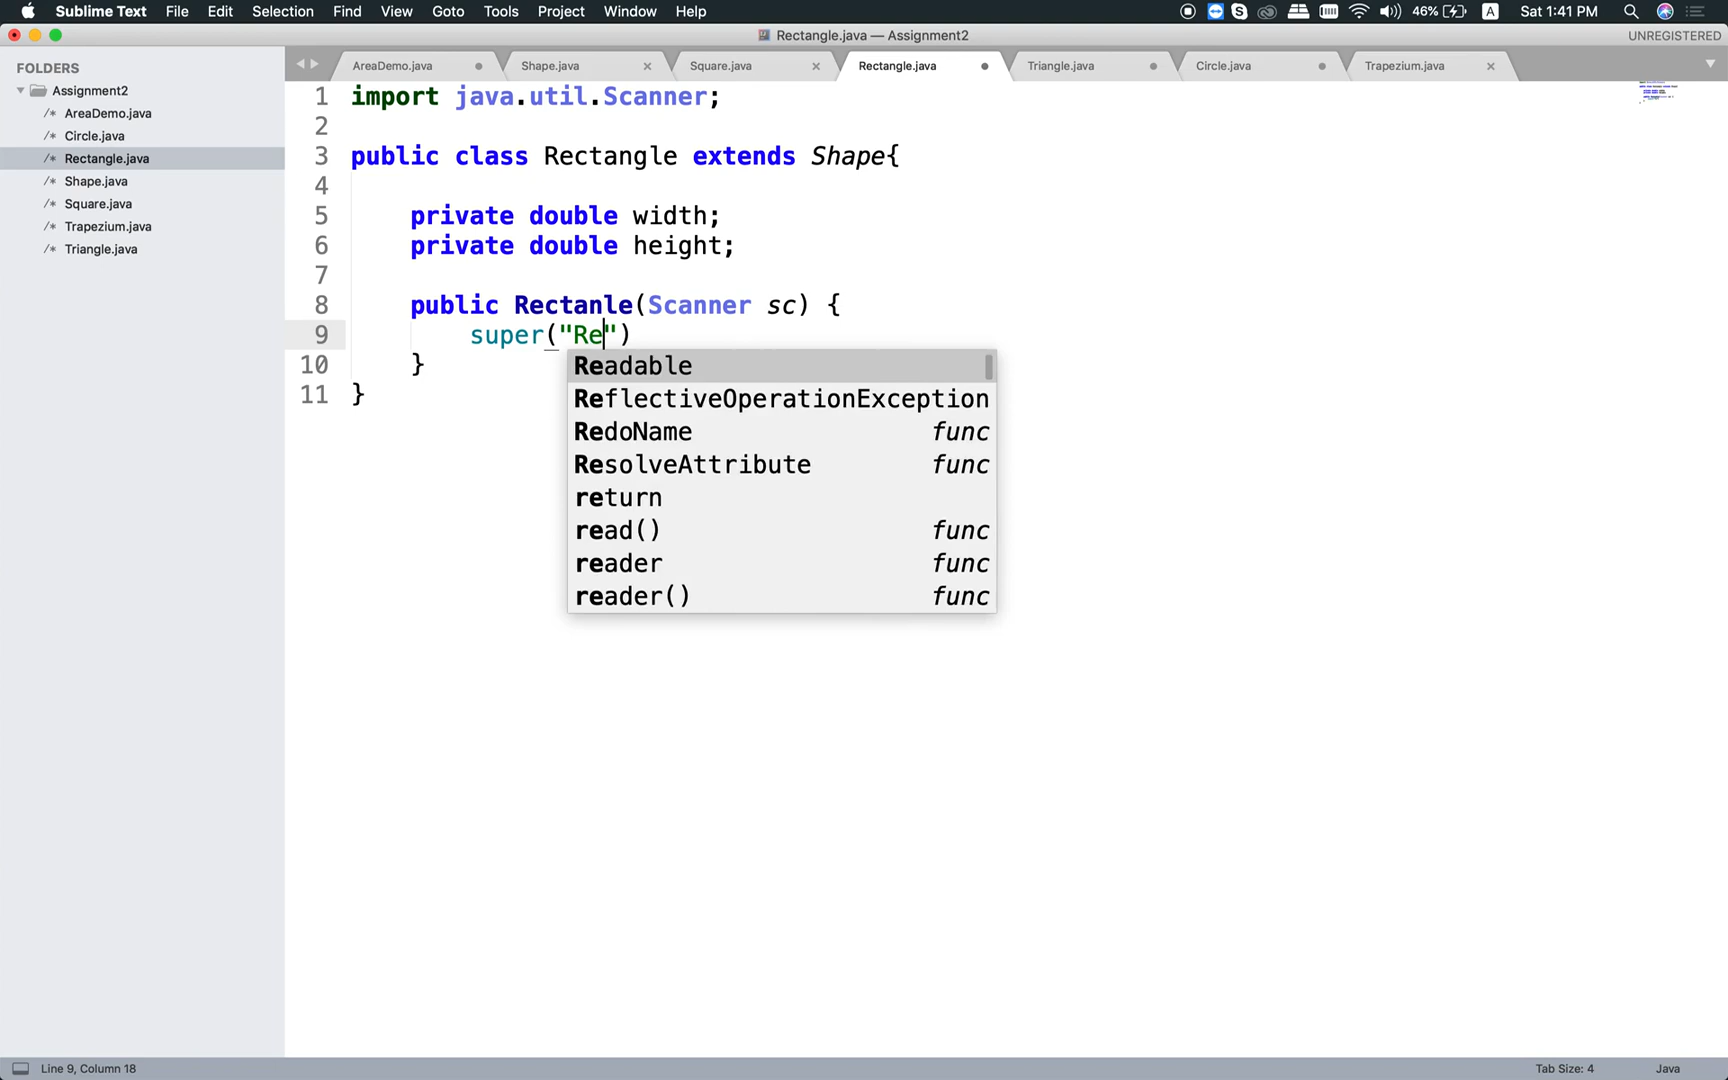 Sublime Text File Edit Selection Find View Goto Tools Project Window Help 46% A Sat 1:41 PM
Rectangle.java — Assignment2 UNREGISTERED
FOLDERS
Assignment2
/* AreaDemo.java
/* Circle.java
/* Rectangle.java
/* Shape.java
/* Square.java
/* Trapezium.java
/* Triangle.java
AreaDemo.java Shape.java Square.java Rectangle.java Triangle.java Circle.java Trapezium.java
1 import java.util.Scanner;
2
3 public class Rectangle extends Shape{
4
5 private double width;
6 private double height;
7
8 public Rectanle(Scanner sc) {
9 super("Re")
10 }
11 }
Readable
ReflectiveOperationException
RedoName func
ResolveAttribute func
return
read() func
reader func
reader() func
Line 9, Column 18 Tab Size: 4 Java